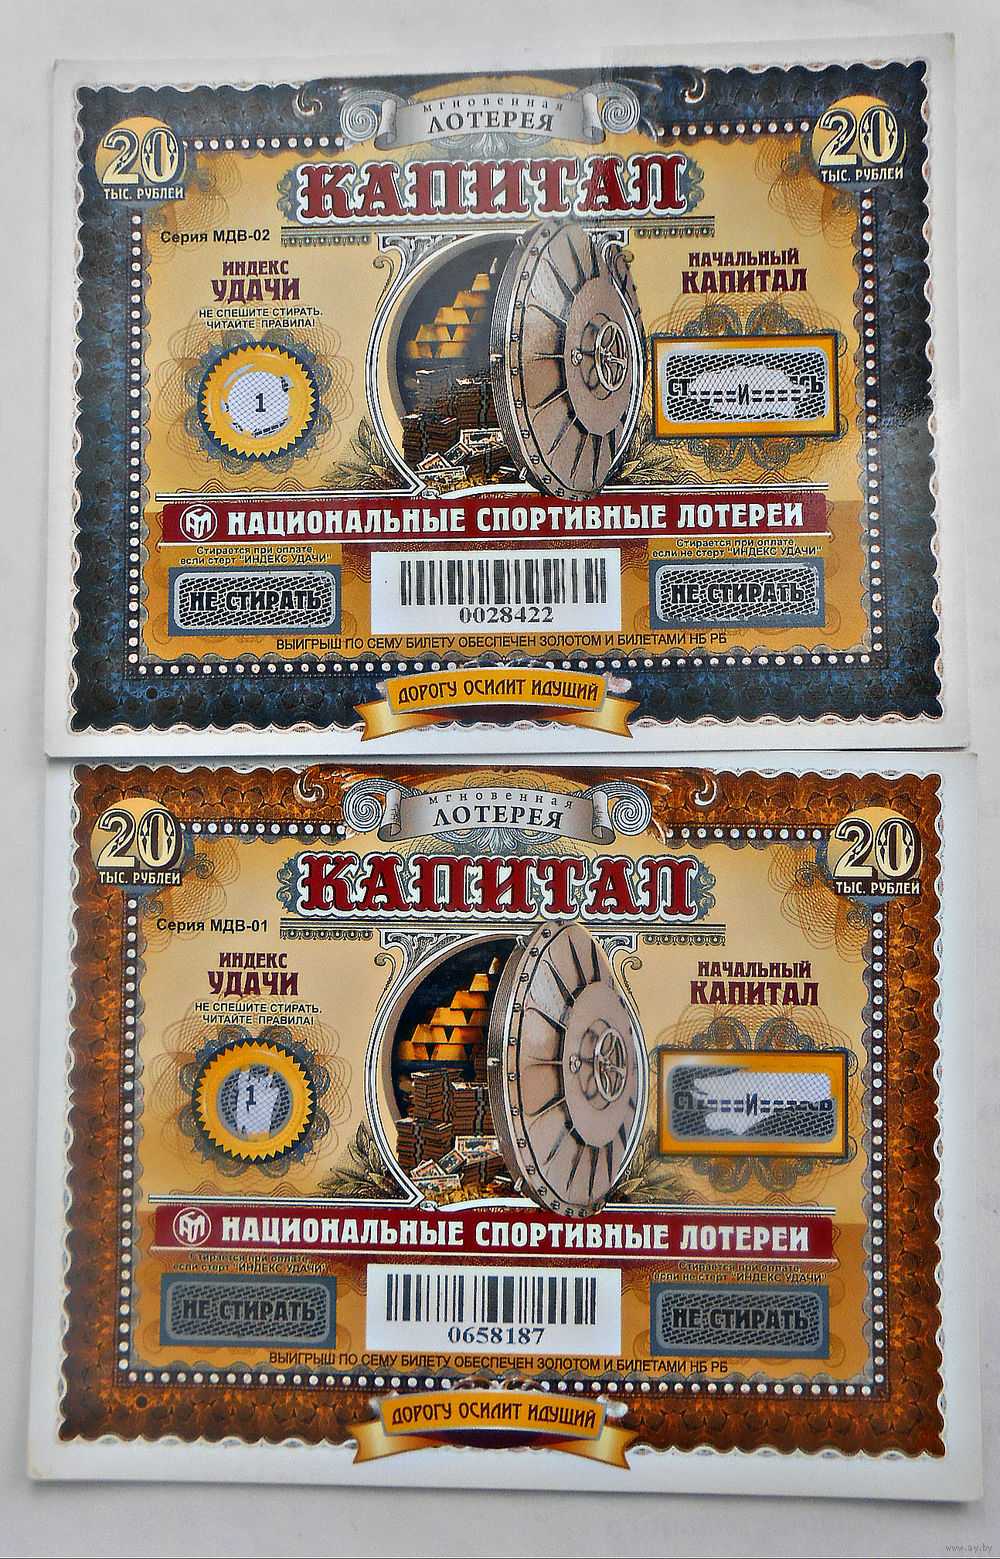 мгновенная
ЛОТЕРЕЯ
20
ТЫС. РУБЛЕЙ
20
ТЫС. РУБЛЕЙ
КАПИТАЛ
Серия МДВ-02
ИНДЕКС
УДАЧИ
НЕ СПЕШИТЕ СТИРАТЬ.
ЧИТАЙТЕ ПРАВИЛА!
НАЧАЛЬНЫЙ
КАПИТАЛ
1
====И====
НАЦИОНАЛЬНЫЕ СПОРТИВНЫЕ ЛОТЕРЕИ
Стирается при оплате,
если стерт "ИНДЕКС УДАЧИ"
НЕ СТИРАТЬ
0028422
Стирается при оплате,
если не стерт "ИНДЕКС УДАЧИ"
НЕ СТИРАТЬ
ВЫИГРЫШ ПО СЕМУ БИЛЕТУ ОБЕСПЕЧЕН ЗОЛОТОМ И БИЛЕТАМИ НБ РБ
ДОРОГУ ОСИЛИТ ИДУЩИЙ
мгновенная
ЛОТЕРЕЯ
20
ТЫС. РУБЛЕЙ
20
ТЫС. РУБЛЕЙ
КАПИТАЛ
Серия МДВ-01
ИНДЕКС
УДАЧИ
НЕ СПЕШИТЕ СТИРАТЬ.
ЧИТАЙТЕ ПРАВИЛА!
НАЧАЛЬНЫЙ
КАПИТАЛ
1
===И====
НАЦИОНАЛЬНЫЕ СПОРТИВНЫЕ ЛОТЕРЕИ
Стирается при оплате,
если стерт "ИНДЕКС УДАЧИ"
НЕ СТИРАТЬ
0658187
Стирается при оплате,
если не стерт "ИНДЕКС УДАЧИ"
НЕ СТИРАТЬ
ВЫИГРЫШ ПО СЕМУ БИЛЕТУ ОБЕСПЕЧЕН ЗОЛОТОМ И БИЛЕТАМИ НБ РБ
ДОРОГУ ОСИЛИТ ИДУЩИЙ
www.ay.by